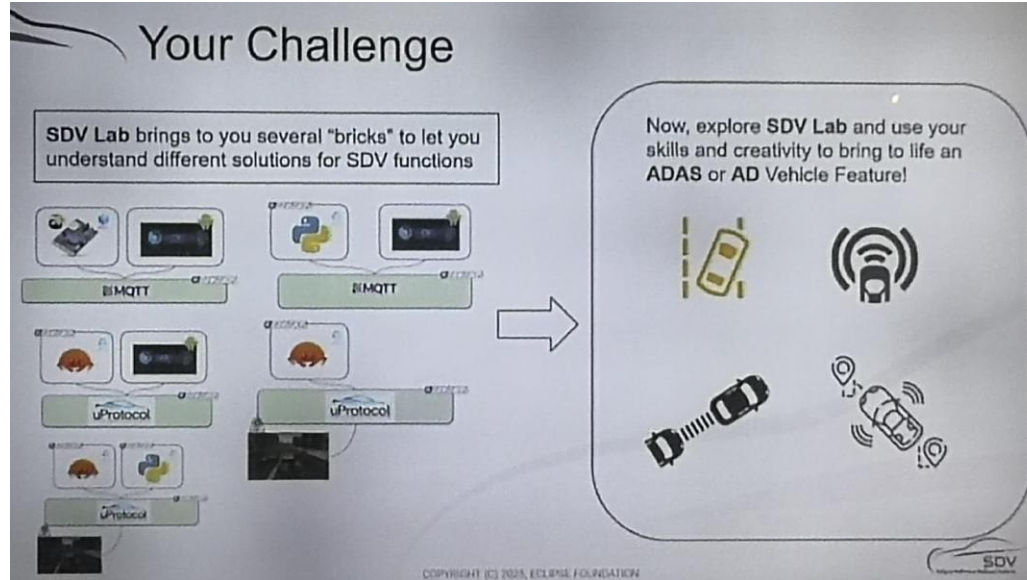 Your Challenge
SDV Lab brings to you several "bricks" to let you
understand different solutions for SDV functions
Now, explore SDV Lab and use your
skills and creativity to bring to life an
ADAS or AD Vehicle Feature!
MQTT
MQTT
uProtocol
uProtocol
uProtocol
COPYRIGHT (C) 2025, ECLIPSE FOUNDATION
SDV